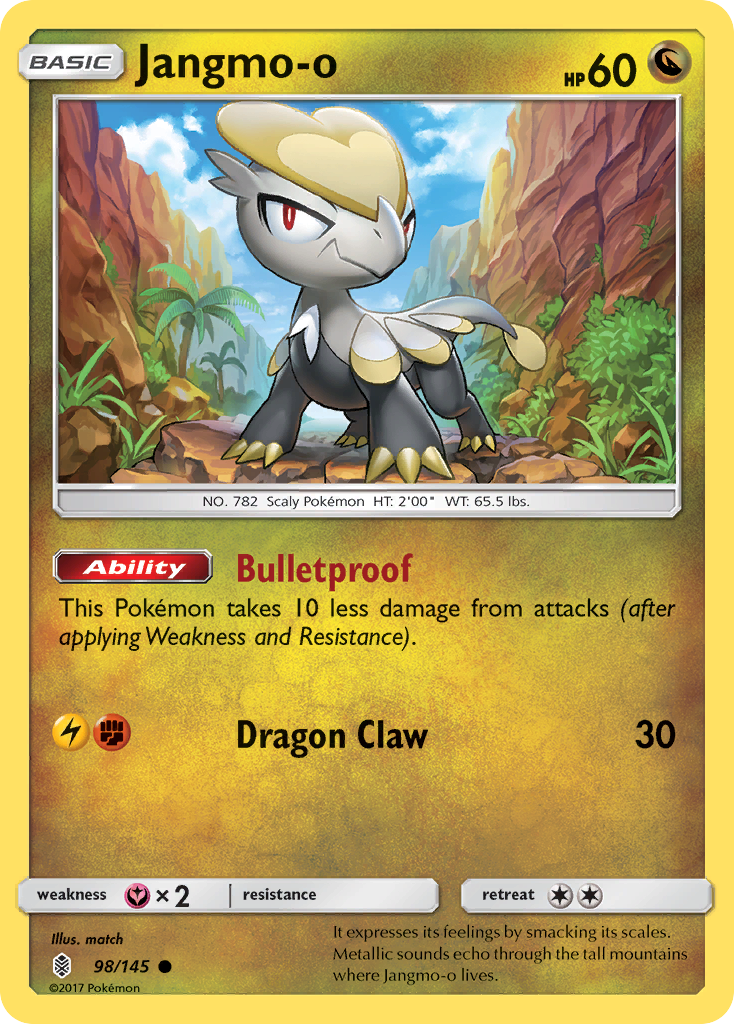 BASIC Jangmo-o HP60
NO. 782 Scaly Pokémon HT: 2'00" WT: 65.5 lbs.
Ability Bulletproof
This Pokémon takes 10 less damage from attacks (after
applying Weakness and Resistance).
Dragon Claw 30
weakness ×2 resistance retreat
Illus. match
98/145
©2017 Pokémon
It expresses its feelings by smacking its scales.
Metallic sounds echo through the tall mountains
where Jangmo-o lives.